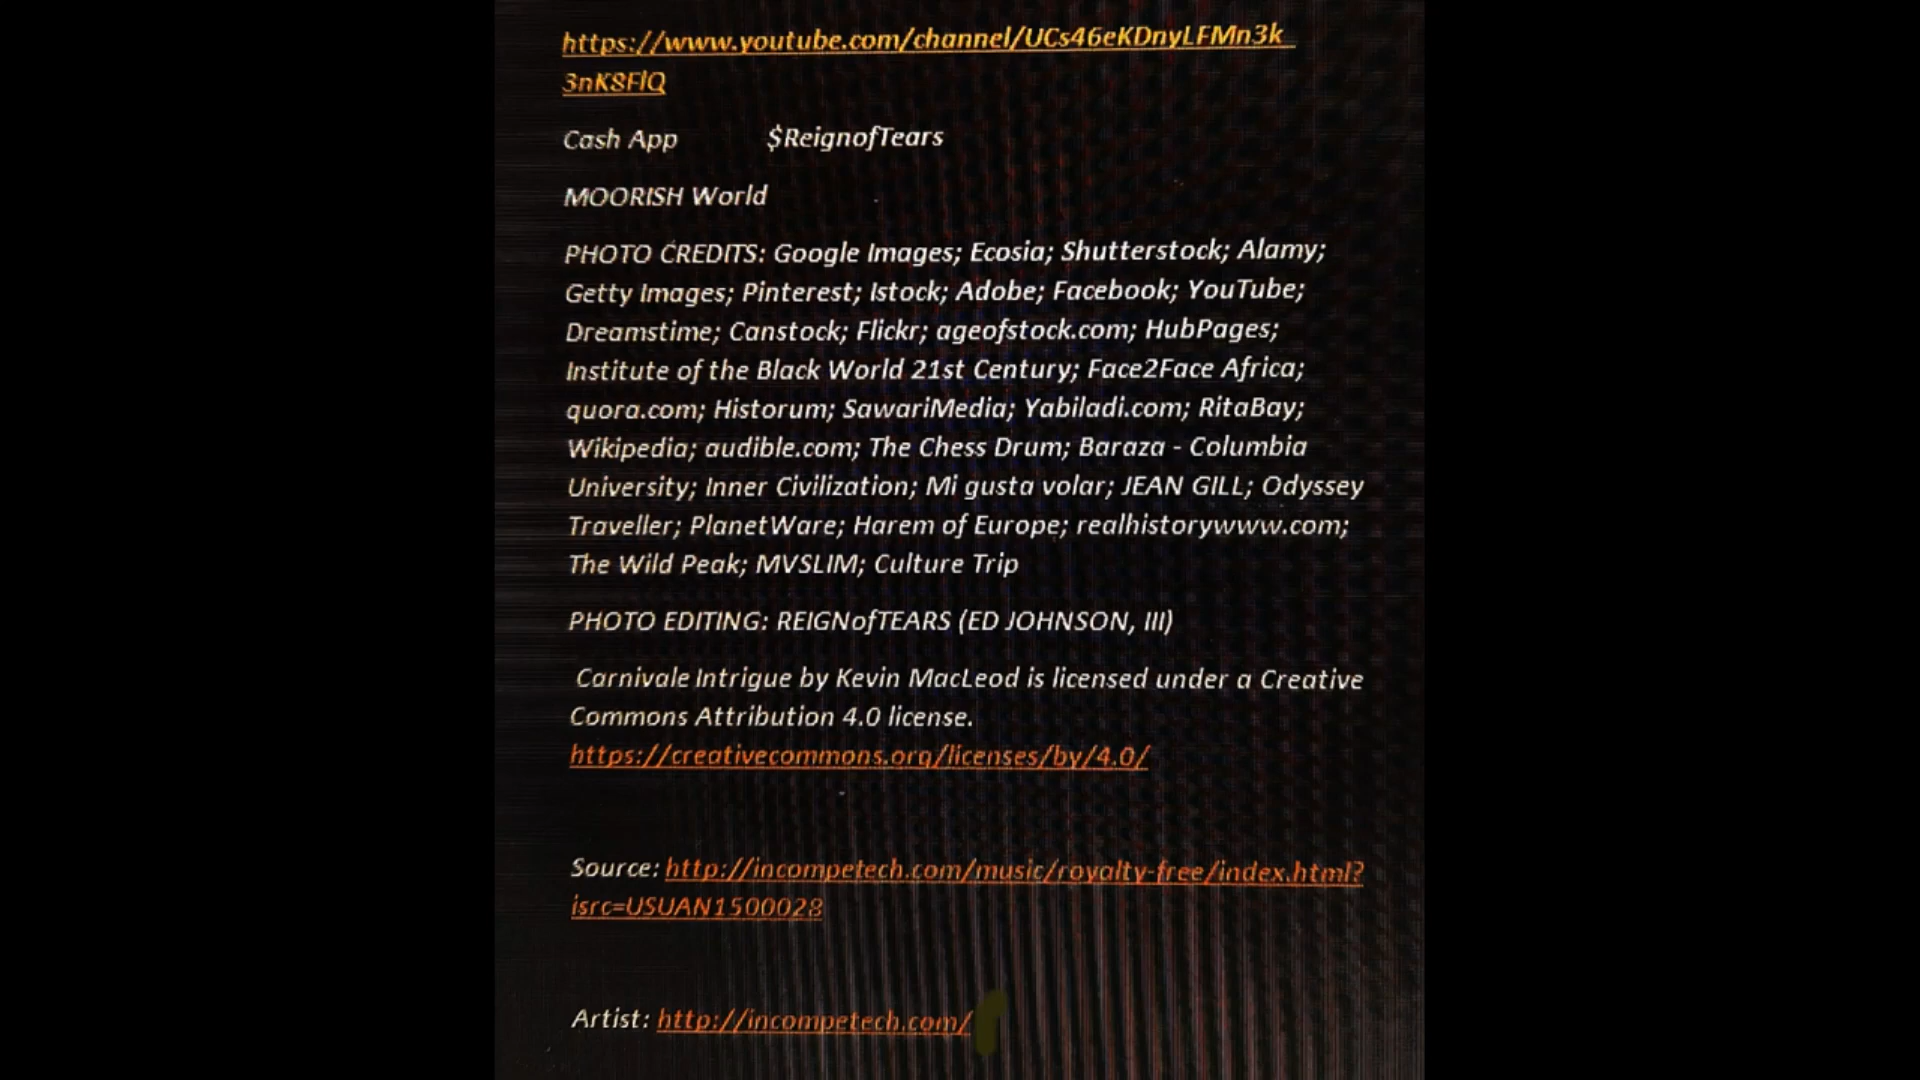 https://www.youtube.com/channel/UCs46eKDnyLFMn3k
3nK8FlQ
Cash App $ReignofTears
MOORISH World
PHOTO CREDITS: Google Images; Ecosia; Shutterstock; Alamy;
Getty Images; Pinterest; Istock; Adobe; Facebook; YouTube;
Dreamstime; Canstock; Flickr; ageofstock.com; HubPages;
Institute of the Black World 21st Century; Face2Face Africa;
quora.com; Historum; SawariMedia; Yabiladi.com; RitaBay;
Wikipedia; audible.com; The Chess Drum; Baraza - Columbia
University; Inner Civilization; Mi gusta volar; JEAN GILL; Odyssey
Traveller; PlanetWare; Harem of Europe; realhistorywww.com;
The Wild Peak; MVSLIM; Culture Trip
PHOTO EDITING: REIGNofTEARS (ED JOHNSON, III)
Carnivale Intrigue by Kevin MacLeod is licensed under a Creative
Commons Attribution 4.0 license.
https://creativecommons.org/licenses/by/4.0/
Source: http://incompetech.com/music/royalty-free/index.html?
isrc=USUAN1500028
Artist: http://incompetech.com/